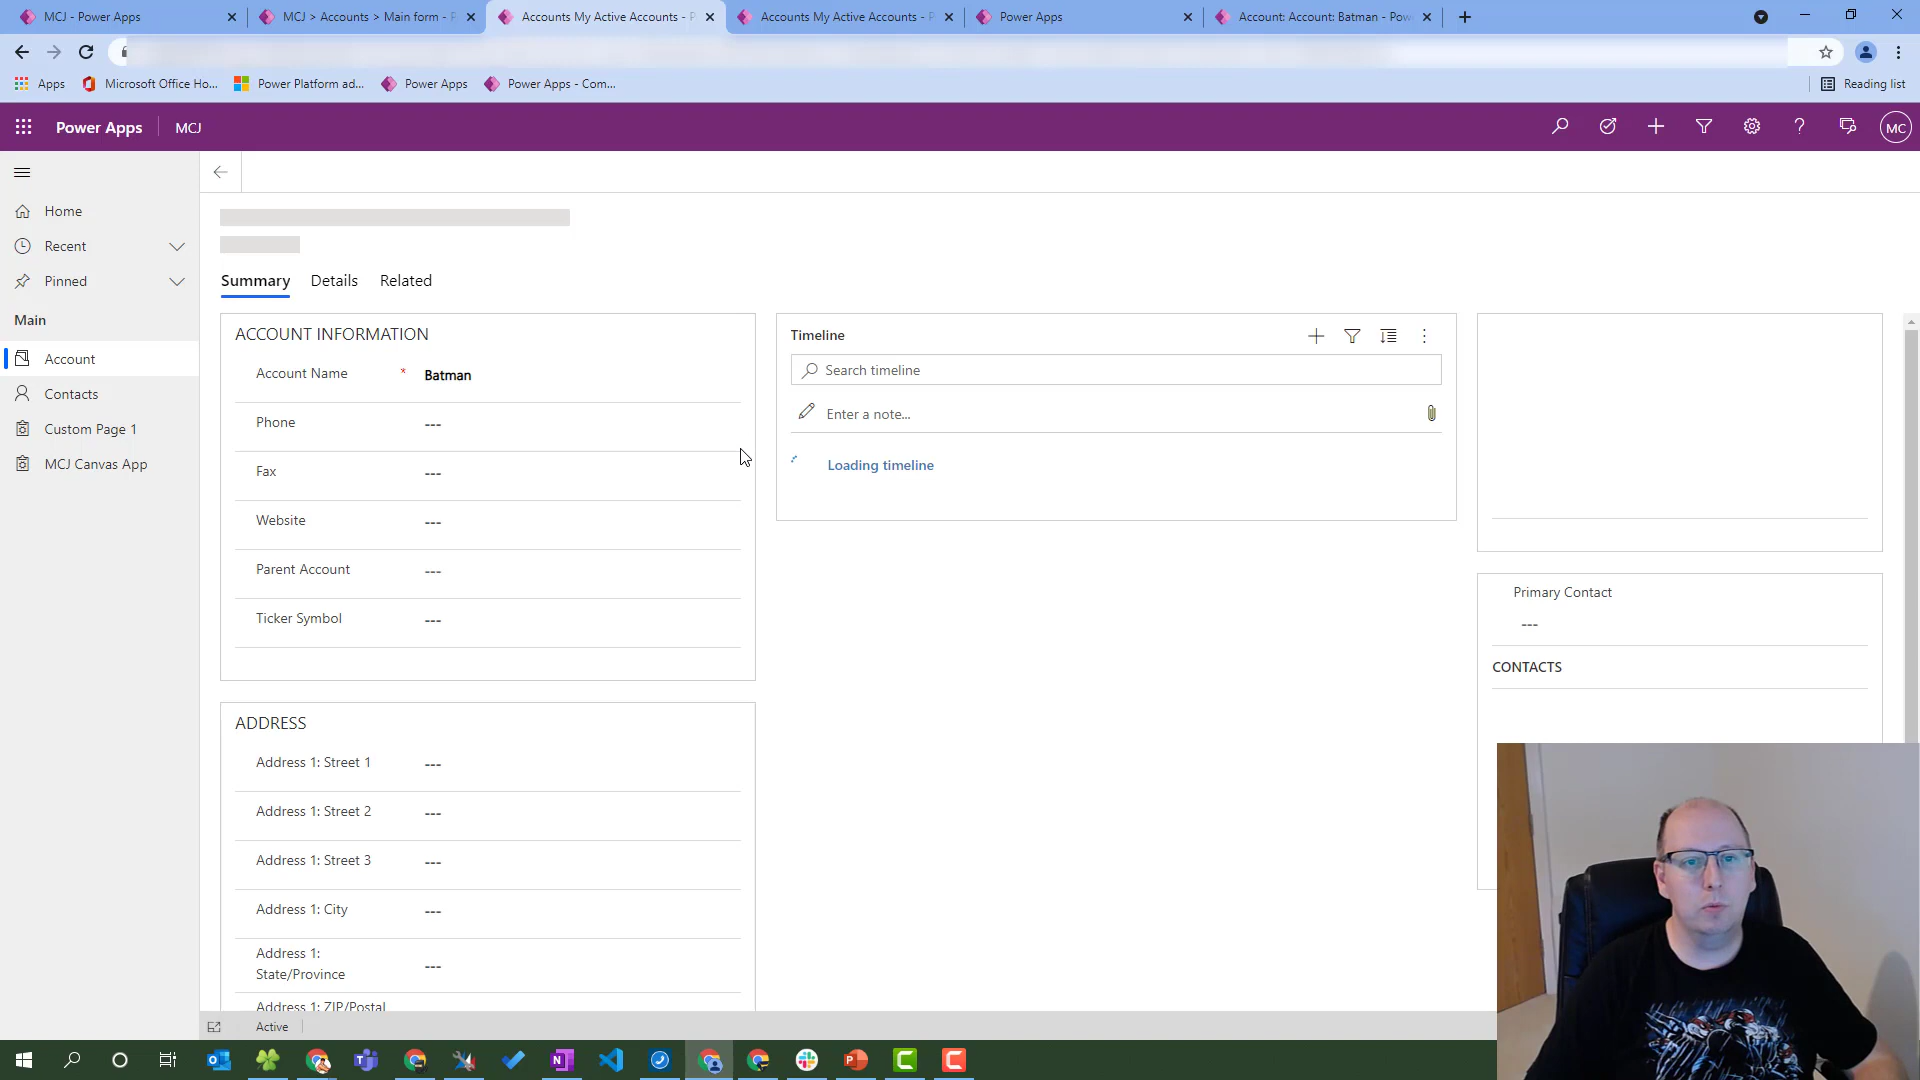 MCJ - Power Apps
MCJ > Accounts > Main form - P
Accounts My Active Accounts - P
Accounts My Active Accounts - P
Power Apps
Account: Account: Batman - Pow
Apps
Microsoft Office Ho...
Power Platform ad...
Power Apps
Power Apps - Com...
Reading list
Power Apps
MCJ
MC
Home
Recent
Pinned
Main
Account
Contacts
Custom Page 1
MCJ Canvas App
Summary
Details
Related
ACCOUNT INFORMATION
Account Name * Batman
Phone ---
Fax ---
Website ---
Parent Account ---
Ticker Symbol ---
ADDRESS
Address 1: Street 1 ---
Address 1: Street 2 ---
Address 1: Street 3 ---
Address 1: City ---
Address 1:
State/Province ---
Address 1: ZIP/Postal
Timeline
Search timeline
Enter a note...
Loading timeline
Primary Contact
---
CONTACTS
Active